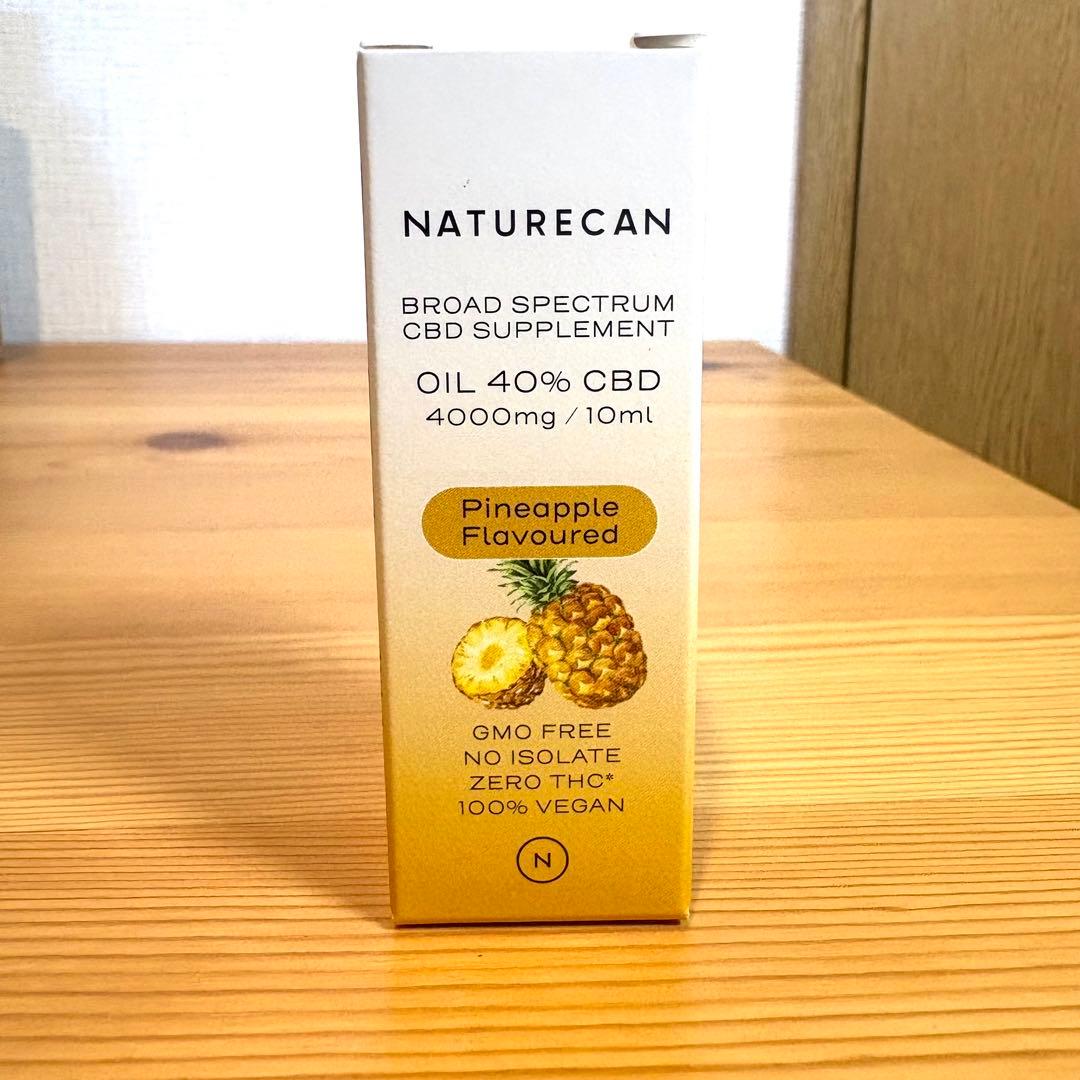 NATURECAN
BROAD SPECTRUM
CBD SUPPLEMENT
OIL 40% CBD
4000mg / 10ml
Pineapple
Flavoured
GMO FREE
NO ISOLATE
ZERO THC*
100% VEGAN
N